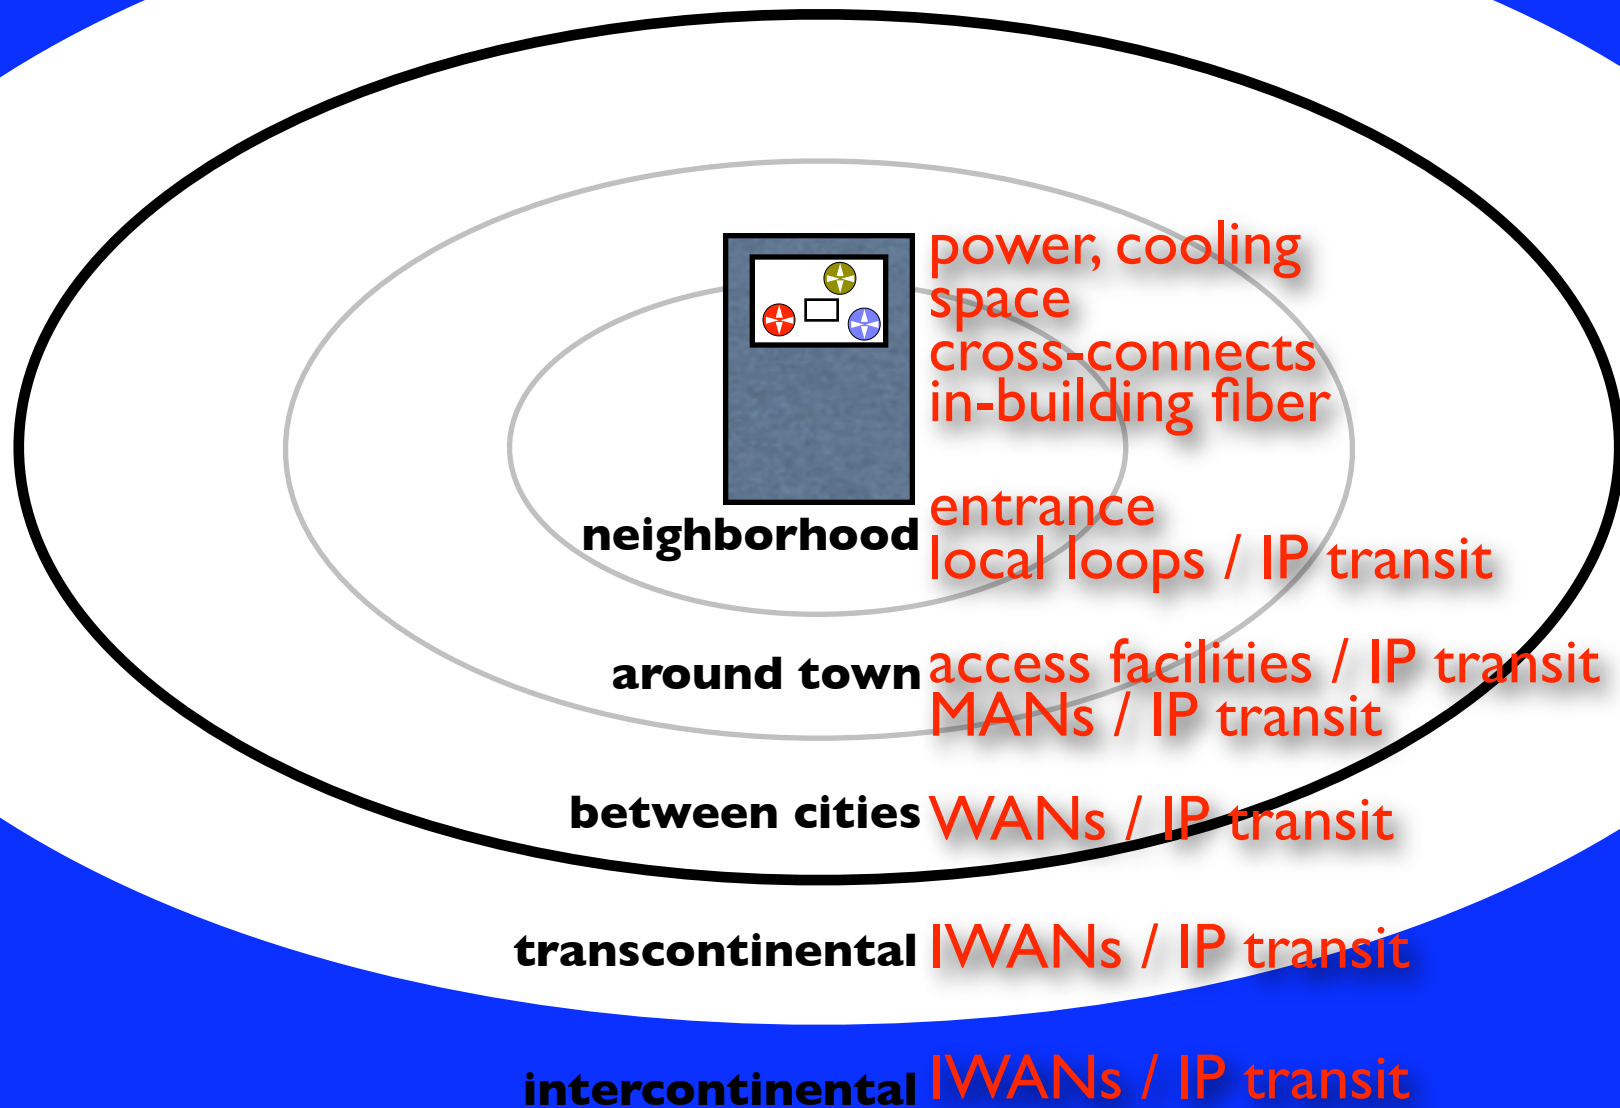 power, cooling
space
cross-connects
in-building fiber
entrance
neighborhood
local loops / IP transit
around town
access facilities / IP transit
MANs / IP transit
between cities
WANs / IP transit
transcontinental
IWANs / IP transit
intercontinental
IWANs / IP transit